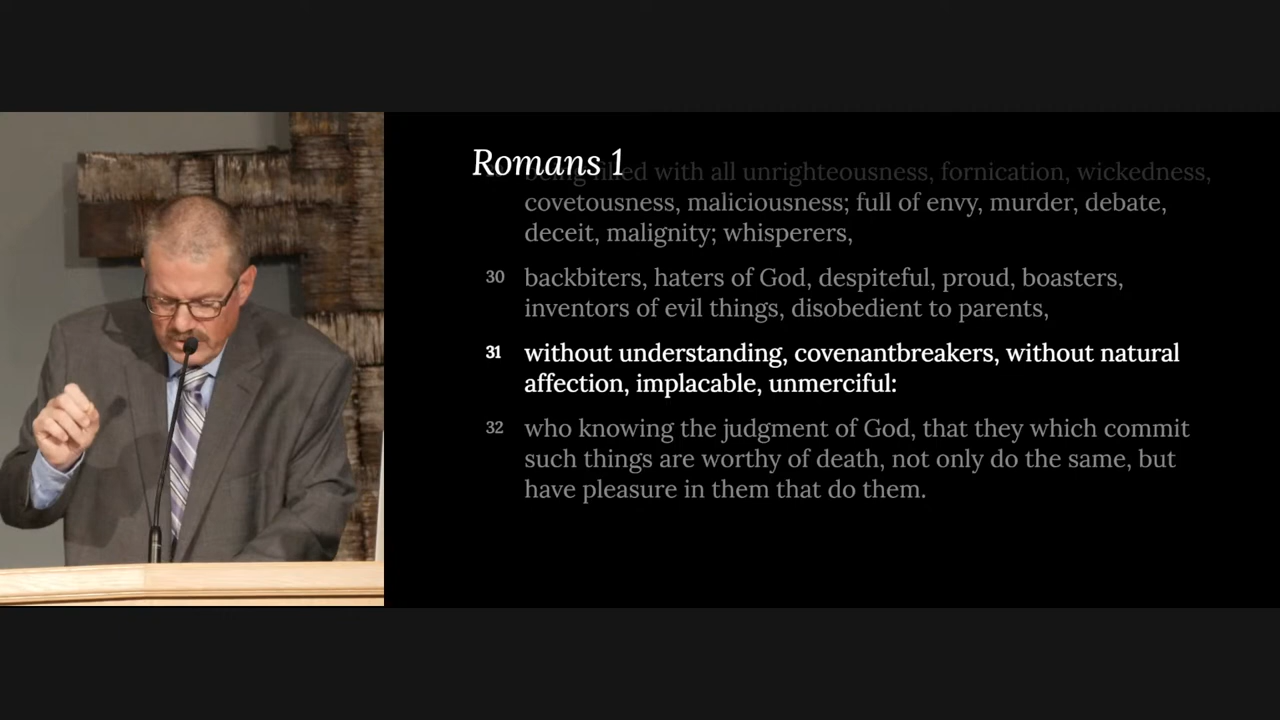 Romans 1
being filled with all unrighteousness, fornication, wickedness,
covetousness, maliciousness; full of envy, murder, debate,
deceit, malignity; whisperers,
30 backbiters, haters of God, despiteful, proud, boasters,
inventors of evil things, disobedient to parents,
31 without understanding, covenantbreakers, without natural
affection, implacable, unmerciful:
32 who knowing the judgment of God, that they which commit
such things are worthy of death, not only do the same, but
have pleasure in them that do them.